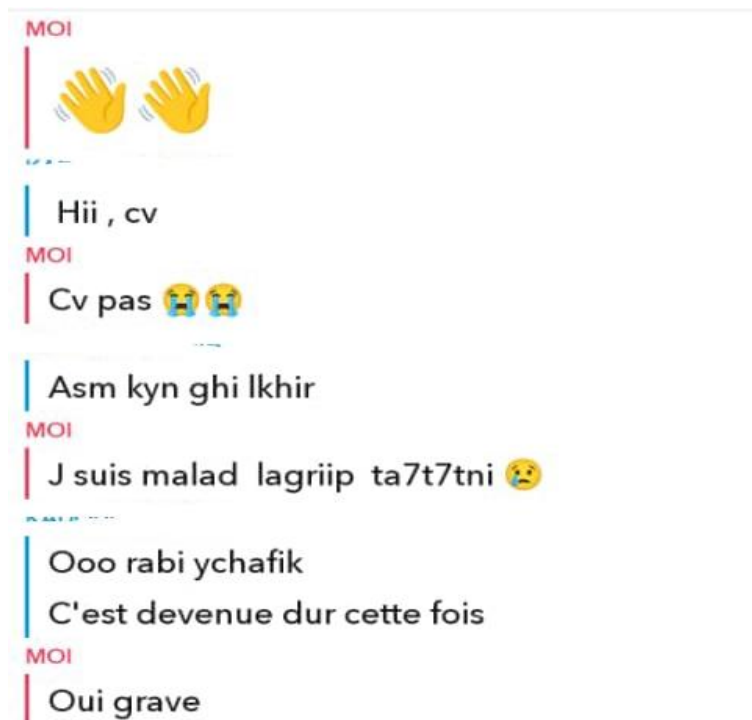 MOI
👋👋
Hii , cv
MOI
Cv pas 😭😭
Asm kyn ghi lkhir
MOI
J suis malad lagriip ta7t7tni 😢
Ooo rabi ychafik
C'est devenue dur cette fois
MOI
Oui grave